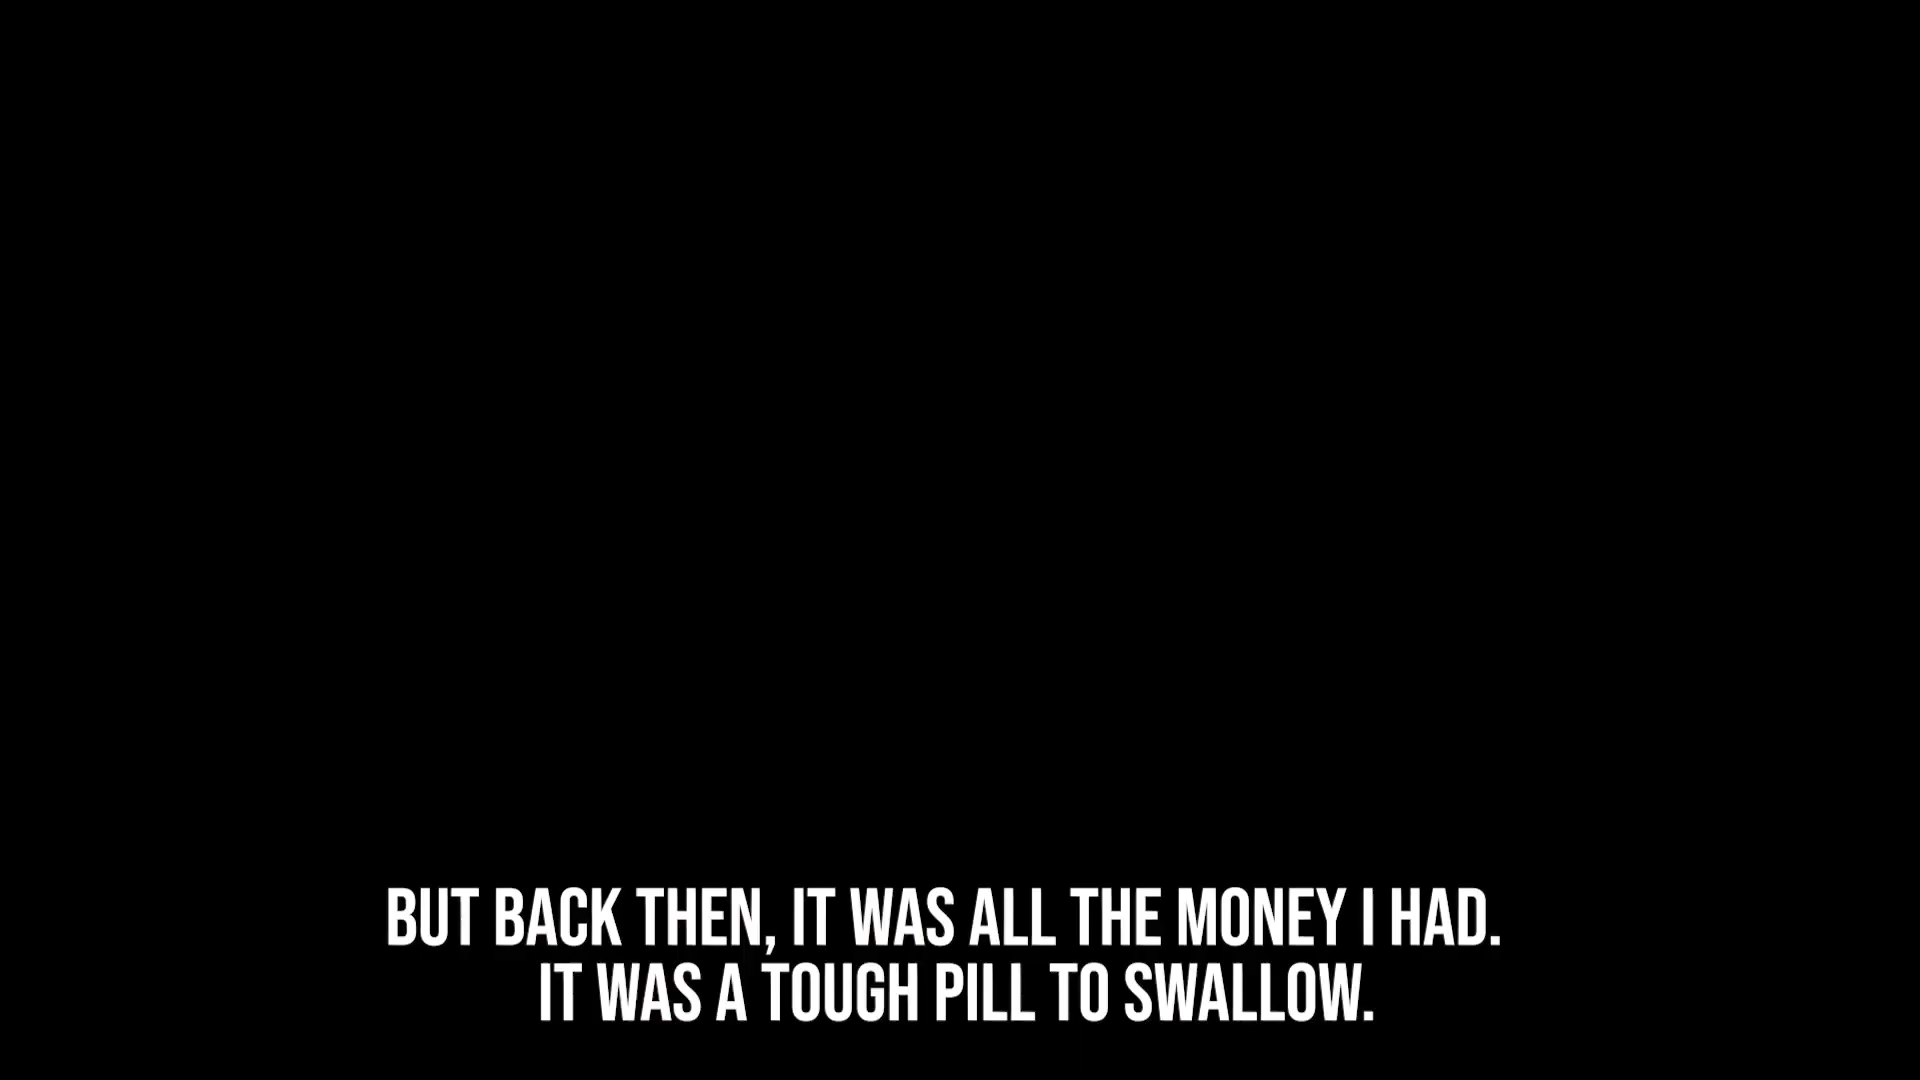 BUT BACK THEN, IT WAS ALL THE MONEY I HAD.
IT WAS A TOUGH PILL TO SWALLOW.